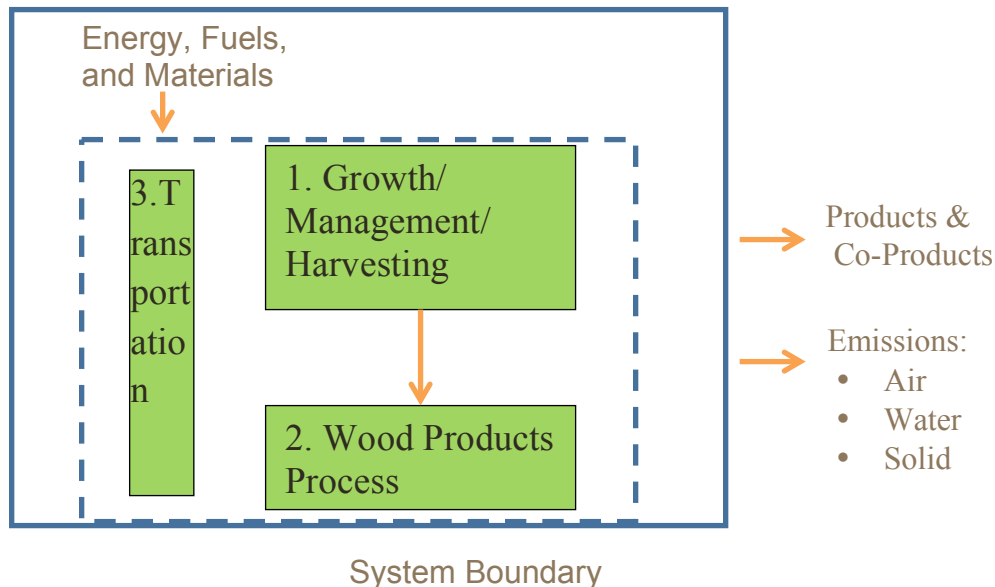 Energy, Fuels,
and Materials
3.T
rans
port
atio
n
1. Growth/
Management/
Harvesting
2. Wood Products
Process
Products &
Co-Products
Emissions:
• Air
• Water
• Solid
System Boundary